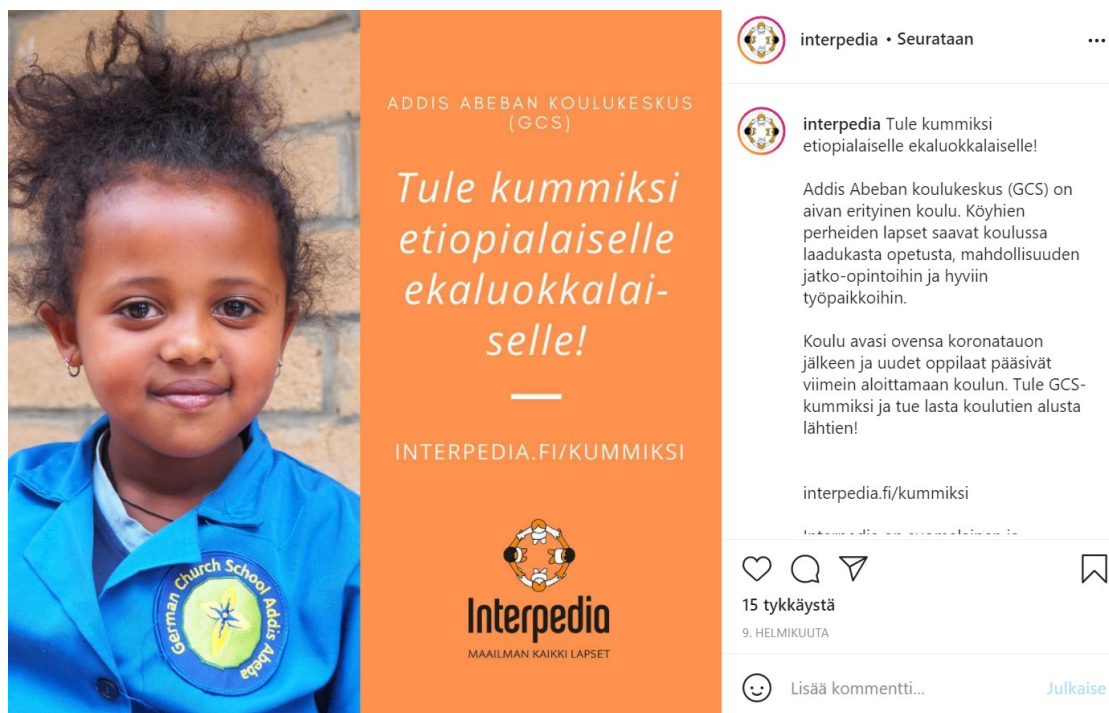 ADDIS ABEBAN KOULUKESKUS
(GCS)
Tule kummiksi
etiopialaiselle
ekaluokkalai-
selle!
INTERPEDIA.FI/KUMMIKSI
Interpedia
MAAILMAN KAIKKI LAPSET
German Church School Addis Abeba
interpedia • Seurataan
interpedia Tule kummiksi
etiopialaiselle ekaluokkalaiselle!
Addis Abeban koulukeskus (GCS) on
aivan erityinen koulu. Köyhien
perheiden lapset saavat koulussa
laadukasta opetusta, mahdollisuuden
jatko-opintoihin ja hyviin
työpaikkoihin.
Koulu avasi ovensa koronatauon
jälkeen ja uudet oppilaat pääsivät
viimein aloittamaan koulun. Tule GCS-
kummiksi ja tue lasta koulutien alusta
lähtien!
interpedia.fi/kummiksi
Interpedia on suomalainen ja
15 tykkäystä
9. HELMIKUUTA
Lisää kommentti...
Julkaise